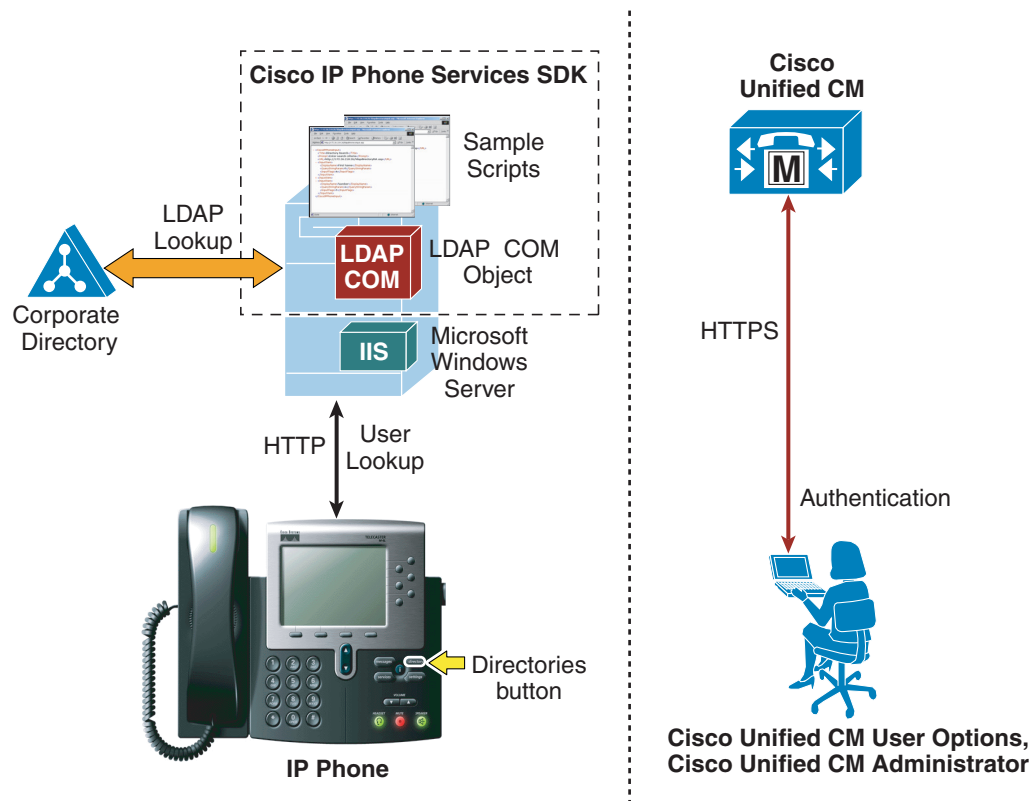 Cisco IP Phone Services SDK
Sample
Scripts
LDAP
Lookup
LDAP
COM
LDAP COM
Object
Corporate
Directory
IIS
Microsoft
Windows
Server
HTTP
User
Lookup
Directories
button
IP Phone
Cisco
Unified CM
M
HTTPS
Authentication
Cisco Unified CM User Options,
Cisco Unified CM Administrator